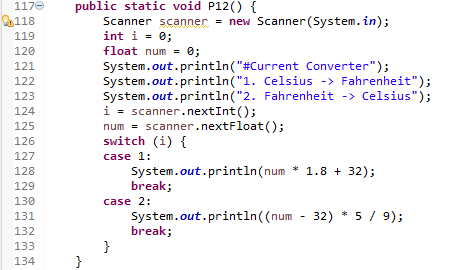 117 public static void P12() {
118 Scanner scanner = new Scanner(System.in);
119 int i = 0;
120 float num = 0;
121 System.out.println("#Current Converter");
122 System.out.println("1. Celsius -> Fahrenheit");
123 System.out.println("2. Fahrenheit -> Celsius");
124 i = scanner.nextInt();
125 num = scanner.nextFloat();
126 switch (i) {
127 case 1:
128 System.out.println(num * 1.8 + 32);
129 break;
130 case 2:
131 System.out.println((num - 32) * 5 / 9);
132 break;
133 }
134 }